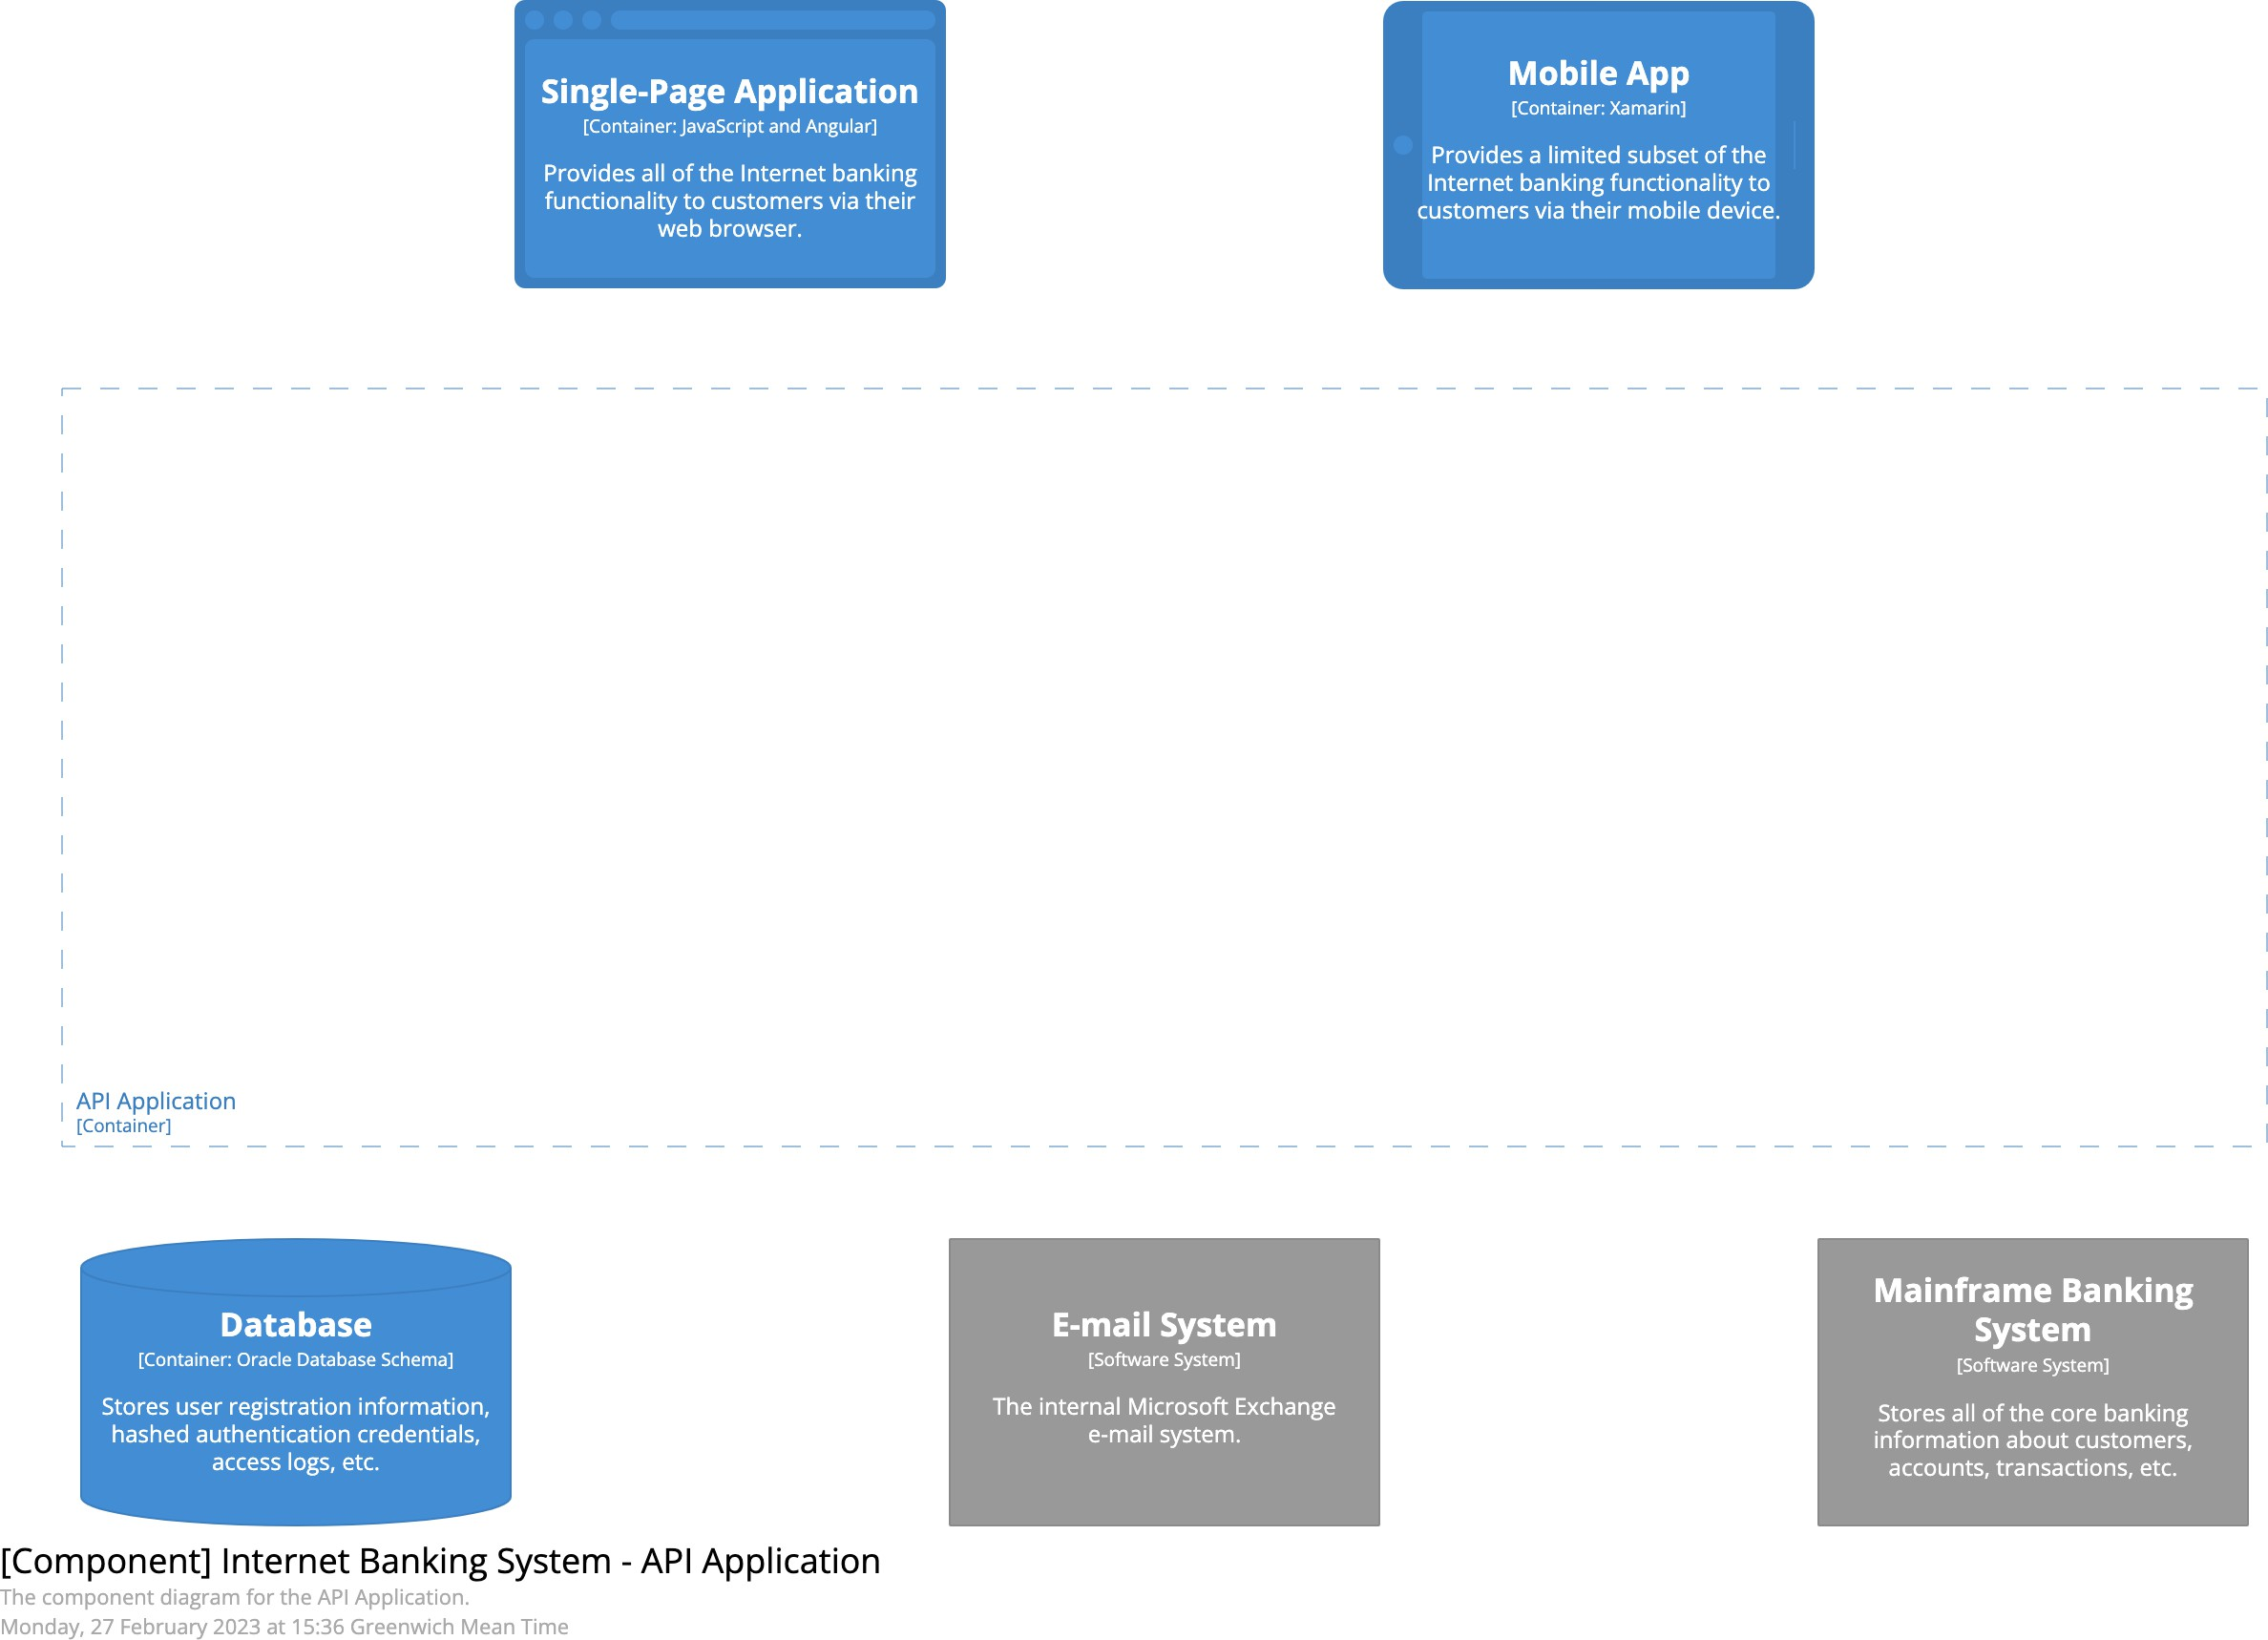 Single-Page Application
[Container: JavaScript and Angular]
Provides all of the Internet banking
functionality to customers via their
web browser.
Mobile App
[Container: Xamarin]
Provides a limited subset of the
Internet banking functionality to
customers via their mobile device.
API Application
[Container]
Database
[Container: Oracle Database Schema]
Stores user registration information,
hashed authentication credentials,
access logs, etc.
E-mail System
[Software System]
The internal Microsoft Exchange
e-mail system.
Mainframe Banking
System
[Software System]
Stores all of the core banking
information about customers,
accounts, transactions, etc.
[Component] Internet Banking System - API Application
The component diagram for the API Application.
Monday, 27 February 2023 at 15:36 Greenwich Mean Time